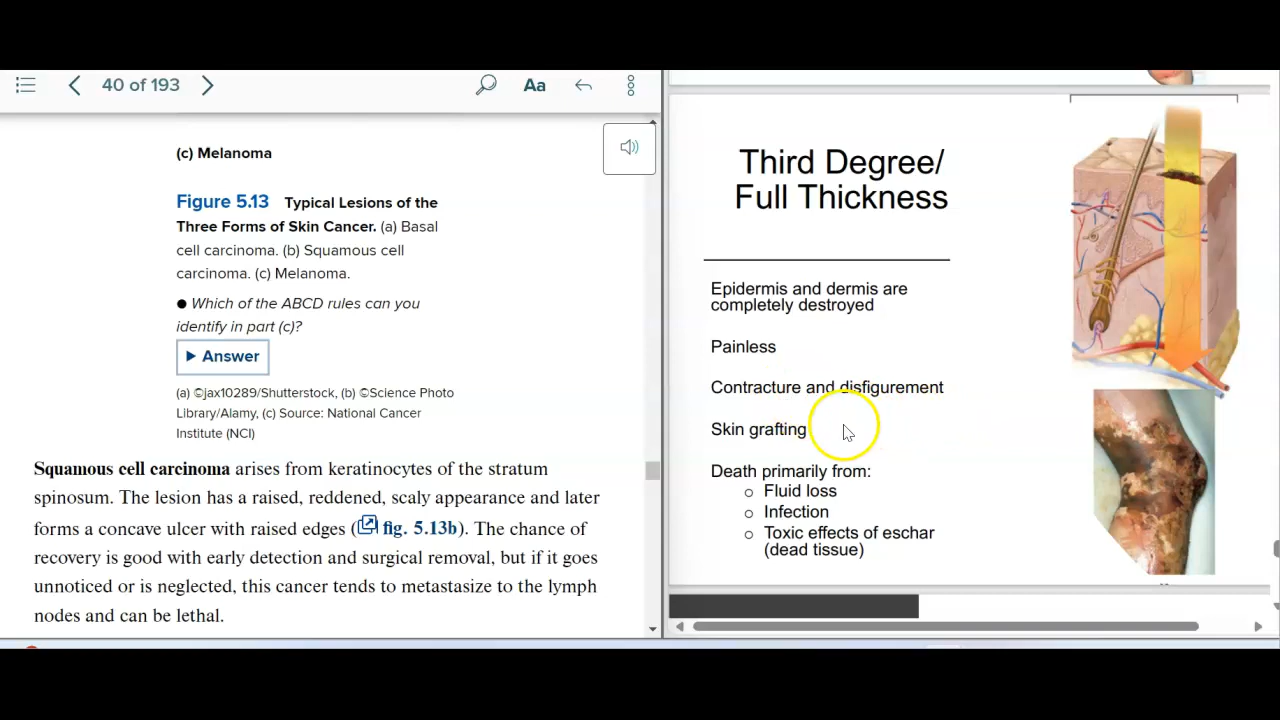 40 of 193
Aa
(c) Melanoma
Figure 5.13 Typical Lesions of the
Three Forms of Skin Cancer. (a) Basal
cell carcinoma. (b) Squamous cell
carcinoma. (c) Melanoma.
● Which of the ABCD rules can you
identify in part (c)?
▶ Answer
(a) ©jax10289/Shutterstock, (b) ©Science Photo
Library/Alamy, (c) Source: National Cancer
Institute (NCI)
Squamous cell carcinoma arises from keratinocytes of the stratum
spinosum. The lesion has a raised, reddened, scaly appearance and later
forms a concave ulcer with raised edges (fig. 5.13b). The chance of
recovery is good with early detection and surgical removal, but if it goes
unnoticed or is neglected, this cancer tends to metastasize to the lymph
nodes and can be lethal.
Third Degree/
Full Thickness
Epidermis and dermis are
completely destroyed
Painless
Contracture and disfigurement
Skin grafting
Death primarily from:
o Fluid loss
o Infection
o Toxic effects of eschar
(dead tissue)